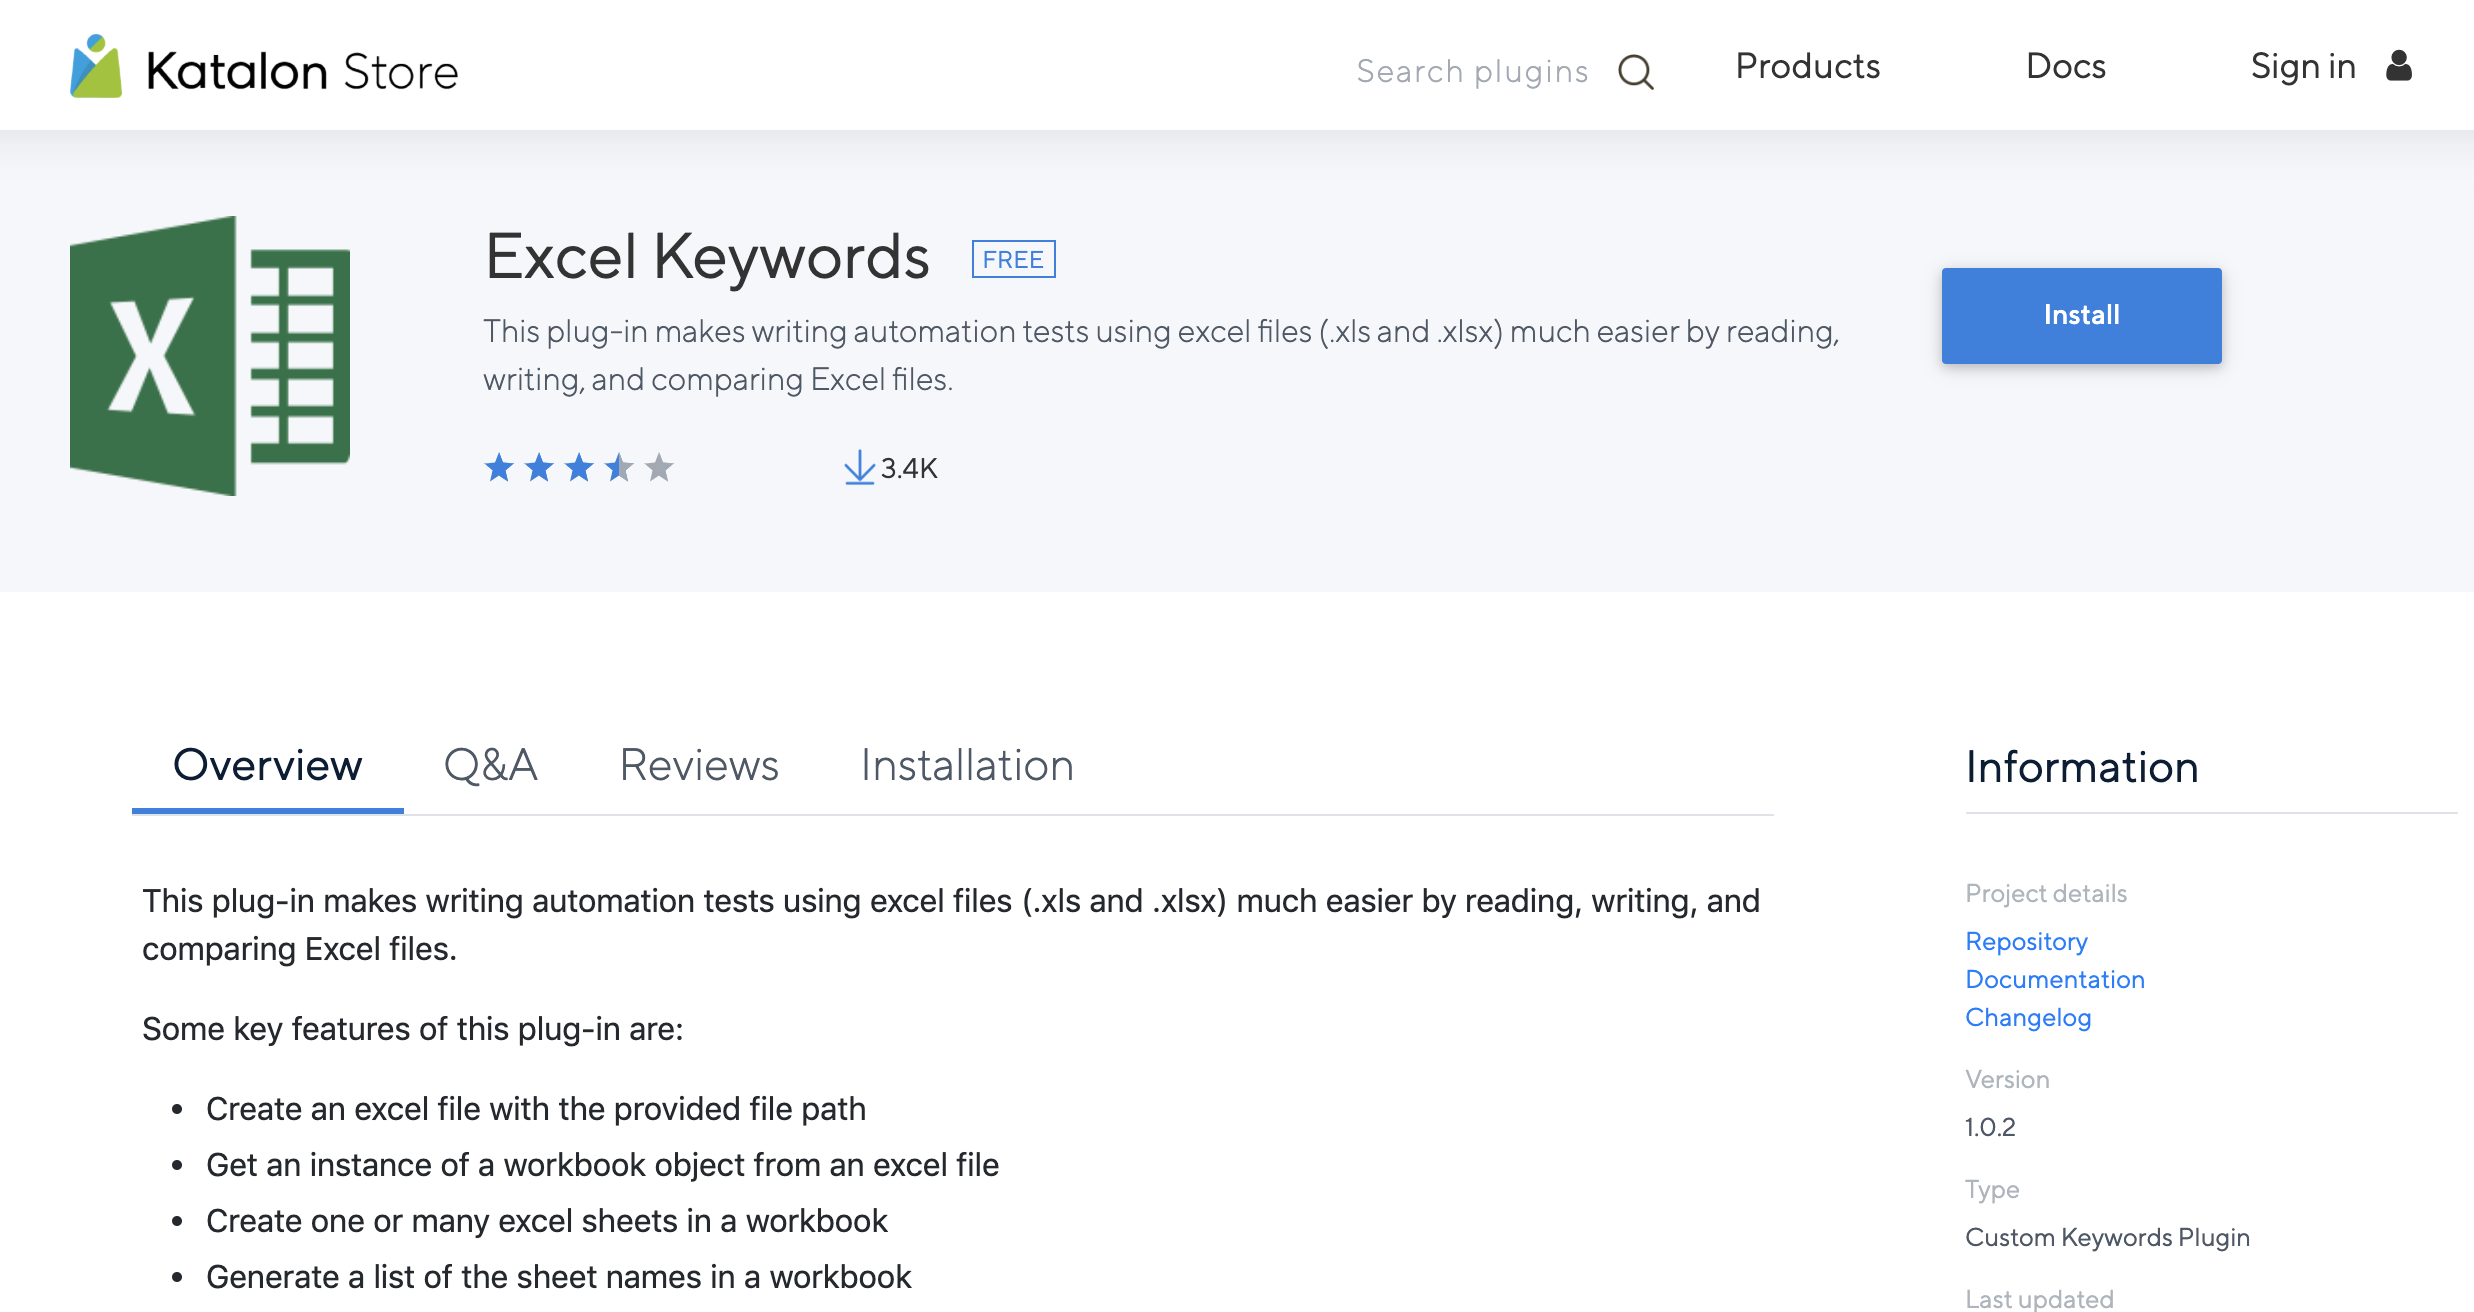 Katalon Store
Search plugins
Products
Docs
Sign in
X
Excel Keywords
FREE
This plug-in makes writing automation tests using excel files (.xls and .xlsx) much easier by reading,
writing, and comparing Excel files.
3.4K
Install
Overview
Q&A
Reviews
Installation
This plug-in makes writing automation tests using excel files (.xls and .xlsx) much easier by reading, writing, and
comparing Excel files.
Some key features of this plug-in are:
• Create an excel file with the provided file path
• Get an instance of a workbook object from an excel file
• Create one or many excel sheets in a workbook
• Generate a list of the sheet names in a workbook
Information
Project details
Repository
Documentation
Changelog
Version
1.0.2
Type
Custom Keywords Plugin
Last updated